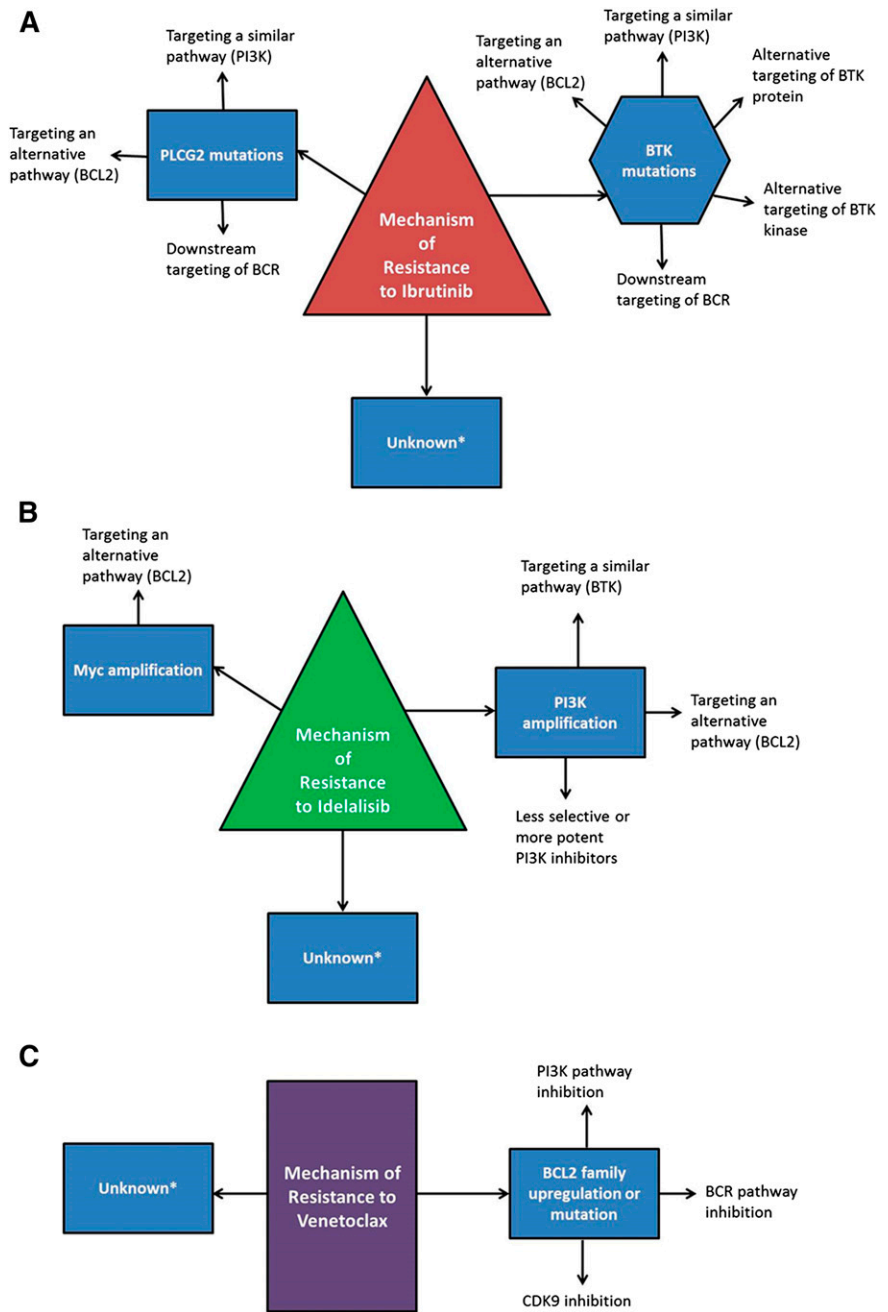 A
Targeting a similar
pathway (PI3K)
Targeting an
alternative
pathway (BCL2)
PLCG2 mutations
Downstream
targeting of BCR
Mechanism
of
Resistance
to Ibrutinib
Targeting an
alternative
pathway (BCL2)
Targeting a similar
pathway (PI3K)
Alternative
targeting of BTK
protein
BTK
mutations
Alternative
targeting of BTK
kinase
Downstream
targeting of BCR
Unknown*
B
Targeting an
alternative
pathway (BCL2)
Myc amplification
Mechanism
of
Resistance
to Idelalisib
Targeting a similar
pathway (BTK)
PI3K
amplification
Targeting an
alternative
pathway (BCL2)
Less selective or
more potent
PI3K inhibitors
Unknown*
C
Unknown*
Mechanism of
Resistance to
Venetoclax
PI3K pathway
inhibition
BCL2 family
upregulation or
mutation
BCR pathway
inhibition
CDK9 inhibition